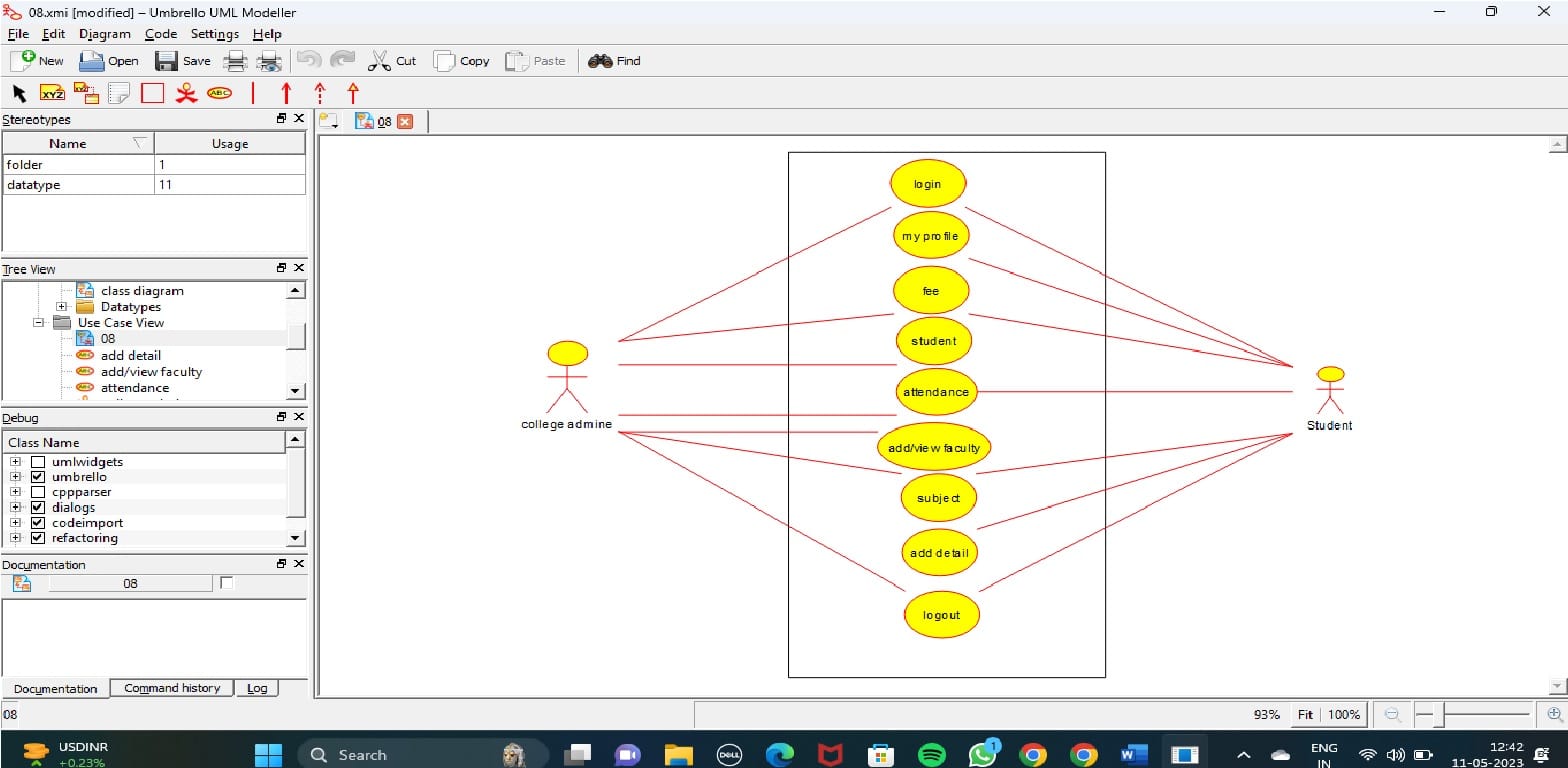 08.xmi [modified] – Umbrello UML Modeller
File Edit Diagram Code Settings Help
New Open Save Cut Copy Paste Find
XYZ ABC
Stereotypes
08
Name Usage
folder 1
datatype 11
Tree View
class diagram
Datatypes
Use Case View
08
add detail
add/view faculty
attendance
Debug
Class Name
umlwidgets
umbrello
cppparser
dialogs
codeimport
refactoring
Documentation
08
Documentation Command history Log
login
my profile
fee
student
attendance
add/view faculty
subject
add detail
logout
college admine
Student
08
93% Fit 100%
USDINR
+0.23%
Search
DELL
1
ENG
IN
12:42
11-05-2023